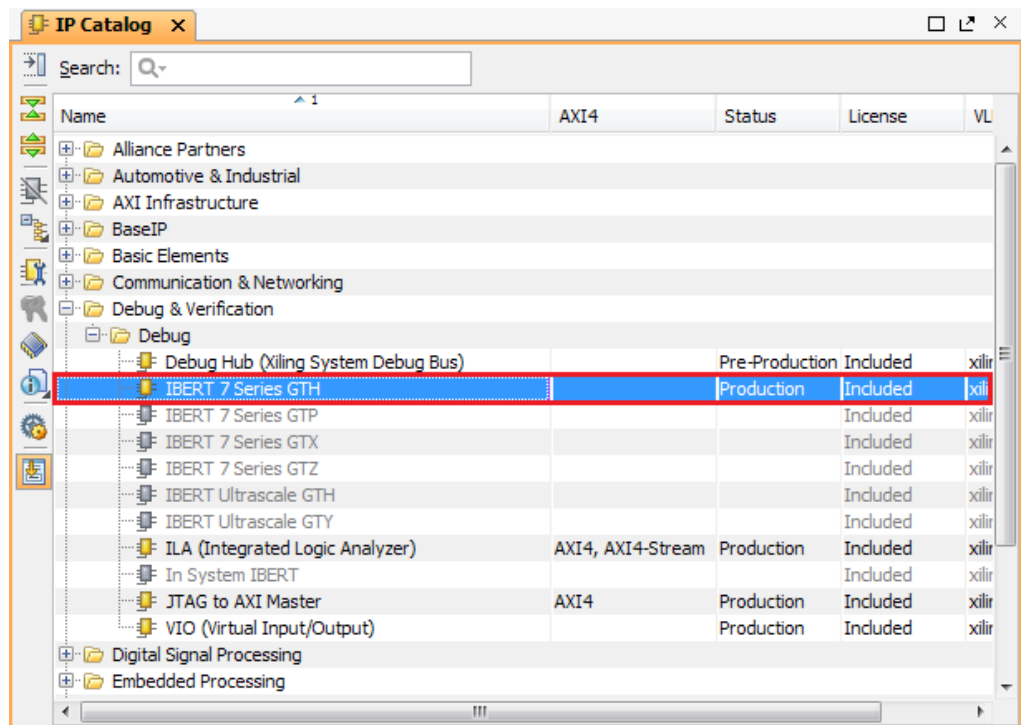 IP Catalog
Search:
Name 1 AXI4 Status License VL
Alliance Partners
Automotive & Industrial
AXI Infrastructure
BaseIP
Basic Elements
Communication & Networking
Debug & Verification
Debug
Debug Hub (Xiling System Debug Bus) Pre-Production Included xilir
IBERT 7 Series GTH Production Included xili
IBERT 7 Series GTP Included xilir
IBERT 7 Series GTX Included xilir
IBERT 7 Series GTZ Included xilir
IBERT Ultrascale GTH Included xilir
IBERT Ultrascale GTY Included xilir
ILA (Integrated Logic Analyzer) AXI4, AXI4-Stream Production Included xilir
In System IBERT Included xilir
JTAG to AXI Master AXI4 Production Included xilir
VIO (Virtual Input/Output) Production Included xilir
Digital Signal Processing
Embedded Processing